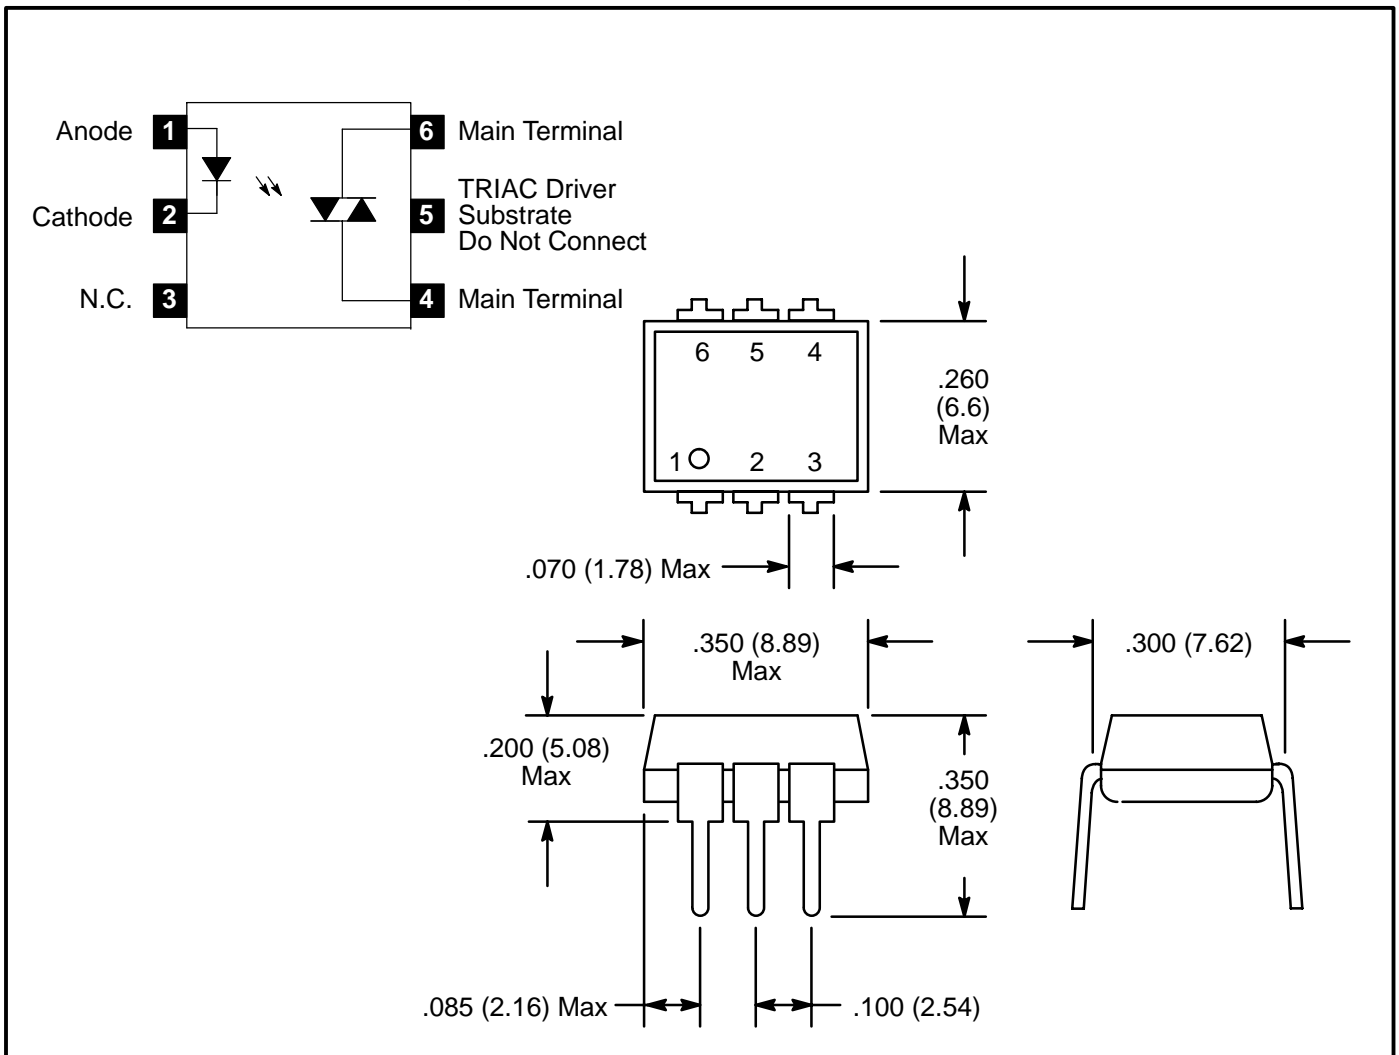 Anode 1
6 Main Terminal
TRIAC Driver
Cathode 2
5 Substrate
Do Not Connect
N.C. 3
4 Main Terminal
6 5 4
.260
(6.6)
Max
1 2 3
.070 (1.78) Max
.350 (8.89)
Max
.300 (7.62)
.200 (5.08)
Max
.350
(8.89)
Max
.085 (2.16) Max
.100 (2.54)